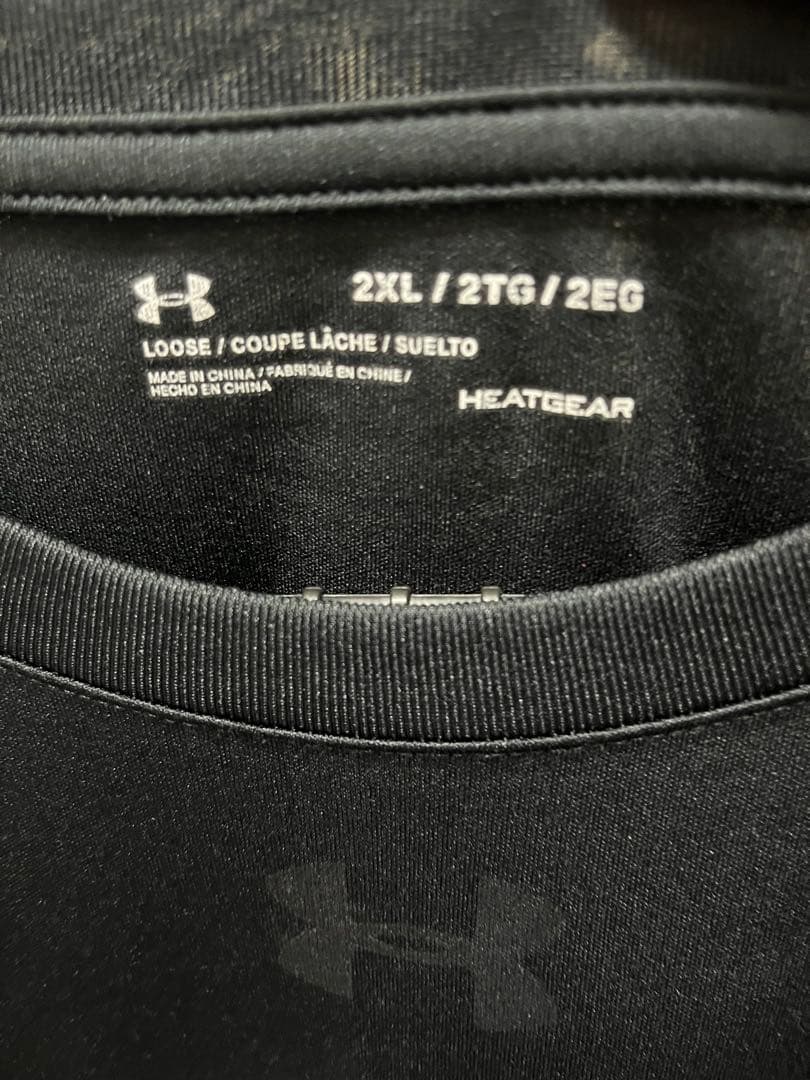 2XL / 2TG / 2EG
LOOSE / COUPE LÂCHE / SUELTO
MADE IN CHINA / FABRIQUÉ EN CHINE /
HECHO EN CHINA
HEATGEAR